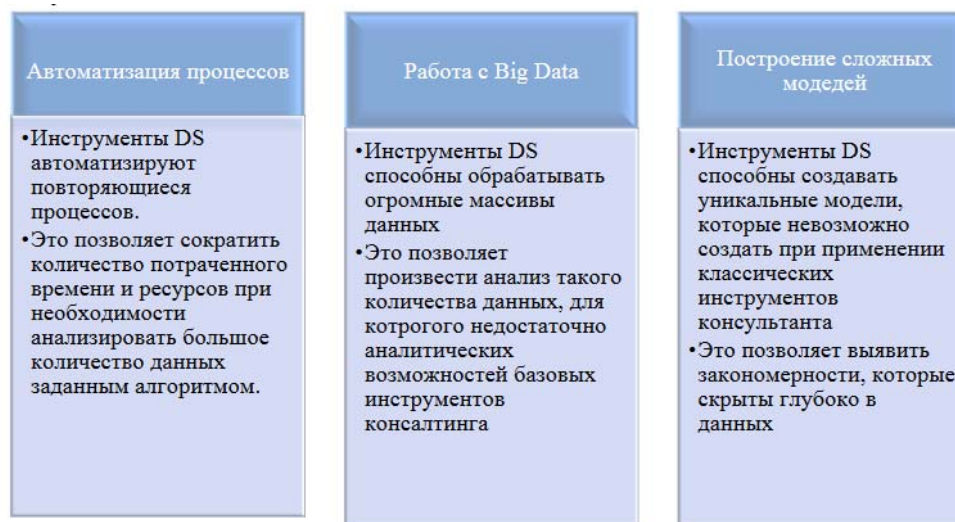 Автоматизация процессов
•Инструменты DS
автоматизируют
повторяющиеся
процессов.
•Это позволяет сократить
количество потраченного
времени и ресурсов при
необходимости
анализировать большое
количество данных
заданным алгоритмом.
Работа с Big Data
•Инструменты DS
способны обрабатывать
огромные массивы
данных
•Это позволяет
произвести анализ такого
количества данных, для
котрогого недостаточно
аналитических
возможностей базовых
инструментов
консалтинга
Построение сложных
модедей
•Инструменты DS
способны создавать
уникальные модели,
которые невозможно
создать при применении
классических
инструментов
консультанта
•Это позволяет выявить
закономерности, которые
скрыты глубоко в
данных